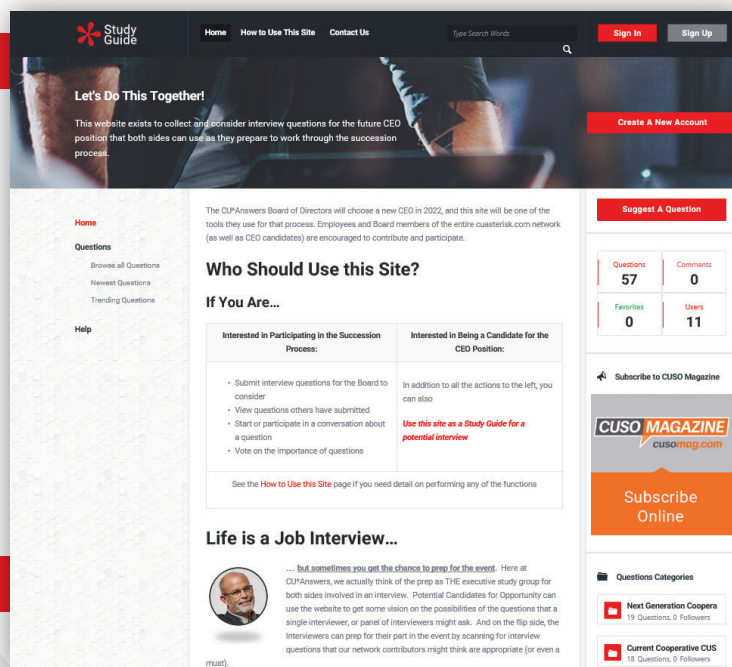 Study
Guide
Home
How to Use This Site
Contact Us
Type Search Words
Sign In
Sign Up
Let's Do This Together!
This website exists to collect and consider interview questions for the future CEO
position that both sides can use as they prepare to work through the succession
process.
Create A New Account
Home
Questions
Browse all Questions
Newest Questions
Trending Questions
Help
The CU*Answers Board of Directors will choose a new CEO in 2022, and this site will be one of the
tools they use for that process. Employees and Board members of the entire cuasterisk.com network
(as well as CEO candidates) are encouraged to contribute and participate.
Who Should Use this Site?
If You Are…
Interested in Participating in the Succession
Process:
Interested in Being a Candidate for the
CEO Position:
• Submit interview questions for the Board to
consider
• View questions others have submitted
• Start or participate in a conversation about
a question
• Vote on the importance of questions
In addition to all the actions to the left, you
can also
Use this site as a Study Guide for a
potential interview
See the How to Use this Site page if you need detail on performing any of the functions
Life is a Job Interview…
… but sometimes you get the chance to prep for the event. Here at
CU*Answers, we actually think of the prep as THE executive study group for
both sides involved in an interview. Potential Candidates for Opportunity can
use the website to get some vision on the possibilities of the questions that a
single interviewer, or panel of interviewers might ask. And on the flip side, the
Interviewers can prep for their part in the event by scanning for interview
questions that our network contributors might think are appropriate (or even a
must).
Suggest A Question
Questions
57
Comments
0
Favorites
0
Users
11
Subscribe to CUSO Magazine
CUSO MAGAZINE
cusomag.com
Subscribe
Online
Questions Categories
Next Generation Coopera
19 Questions, 0 Followers
Current Cooperative CUS
18 Questions, 0 Followers